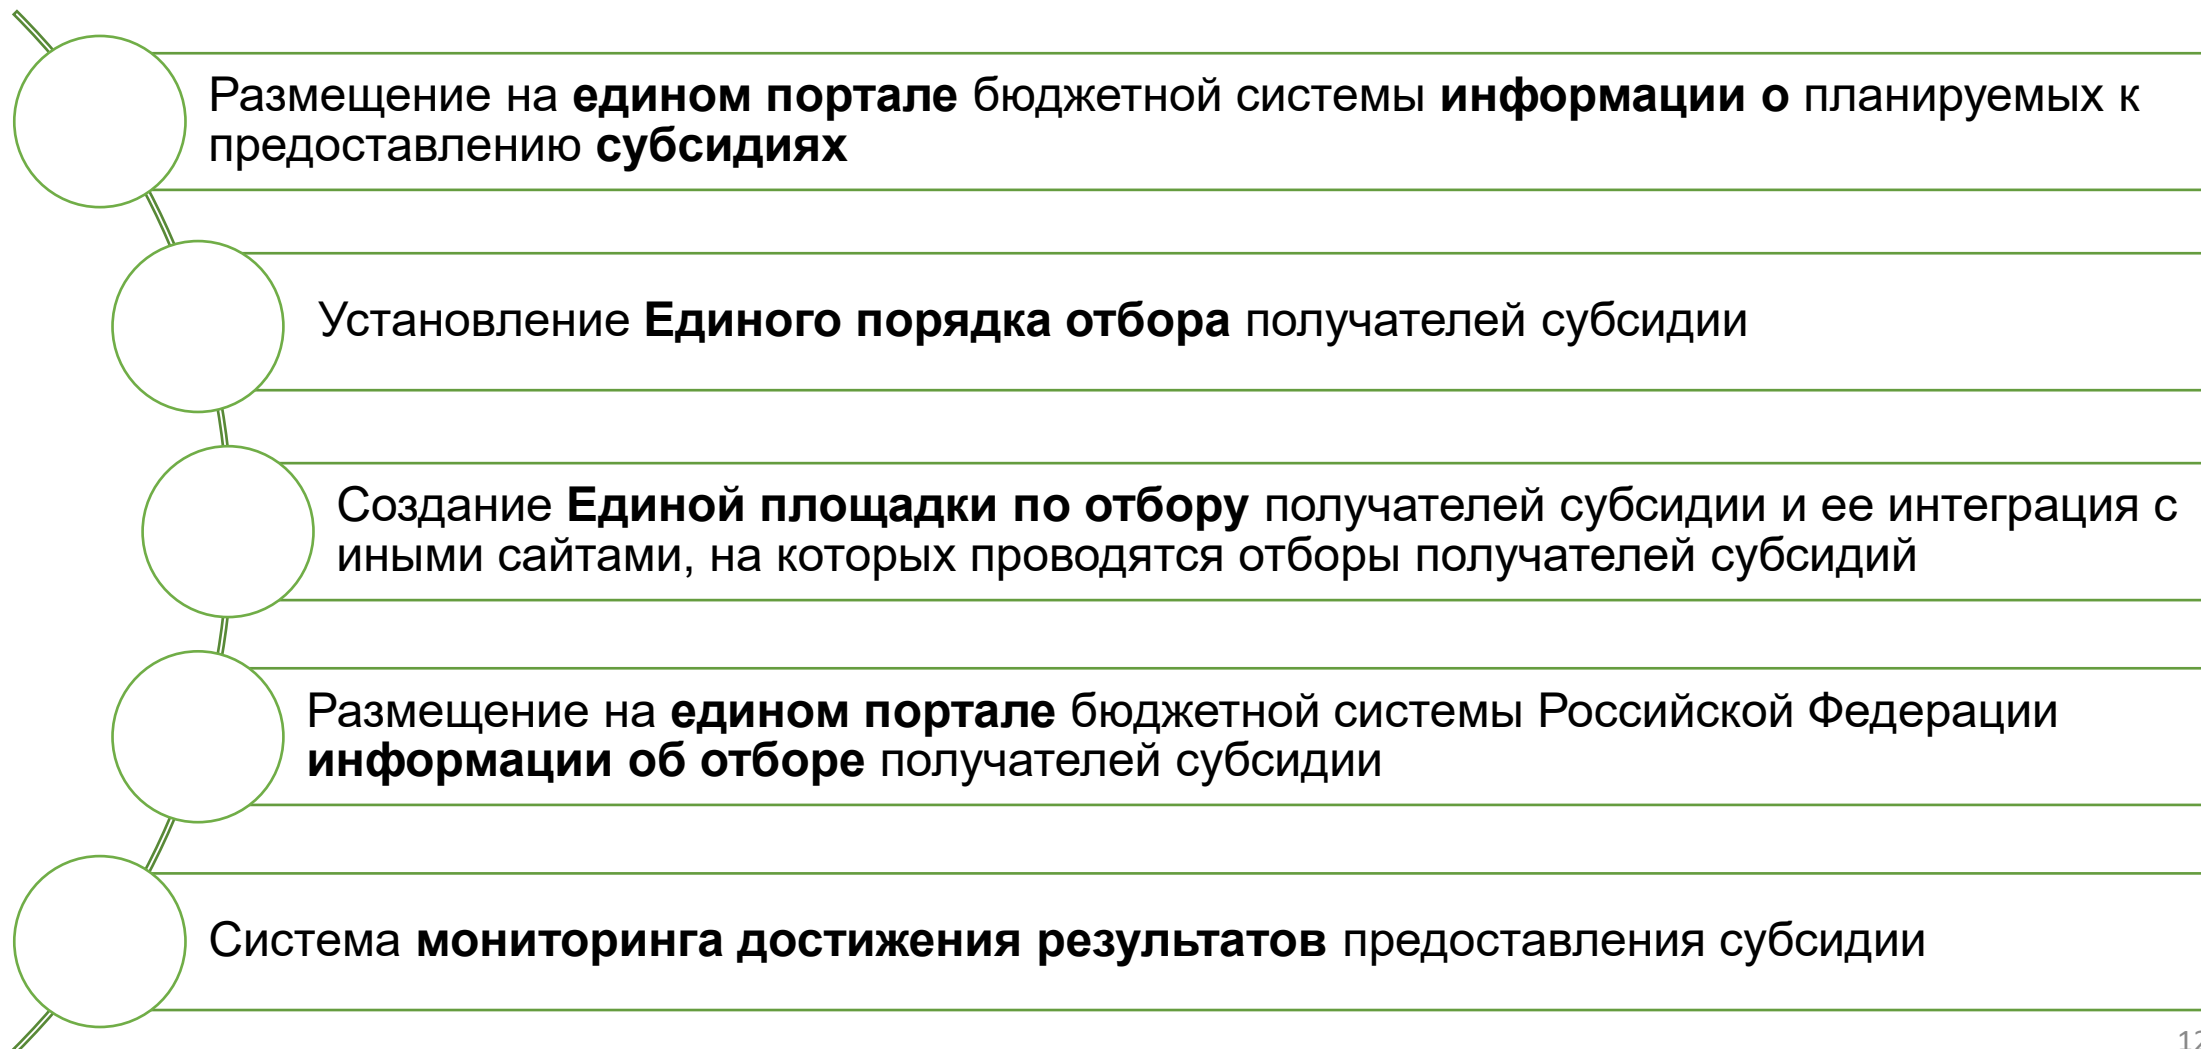 Размещение на едином портале бюджетной системы информации о планируемых к
предоставлению субсидиях
Установление Единого порядка отбора получателей субсидии
Создание Единой площадки по отбору получателей субсидии и ее интеграция с
иными сайтами, на которых проводятся отборы получателей субсидий
Размещение на едином портале бюджетной системы Российской Федерации
информации об отборе получателей субсидии
Система мониторинга достижения результатов предоставления субсидии
12